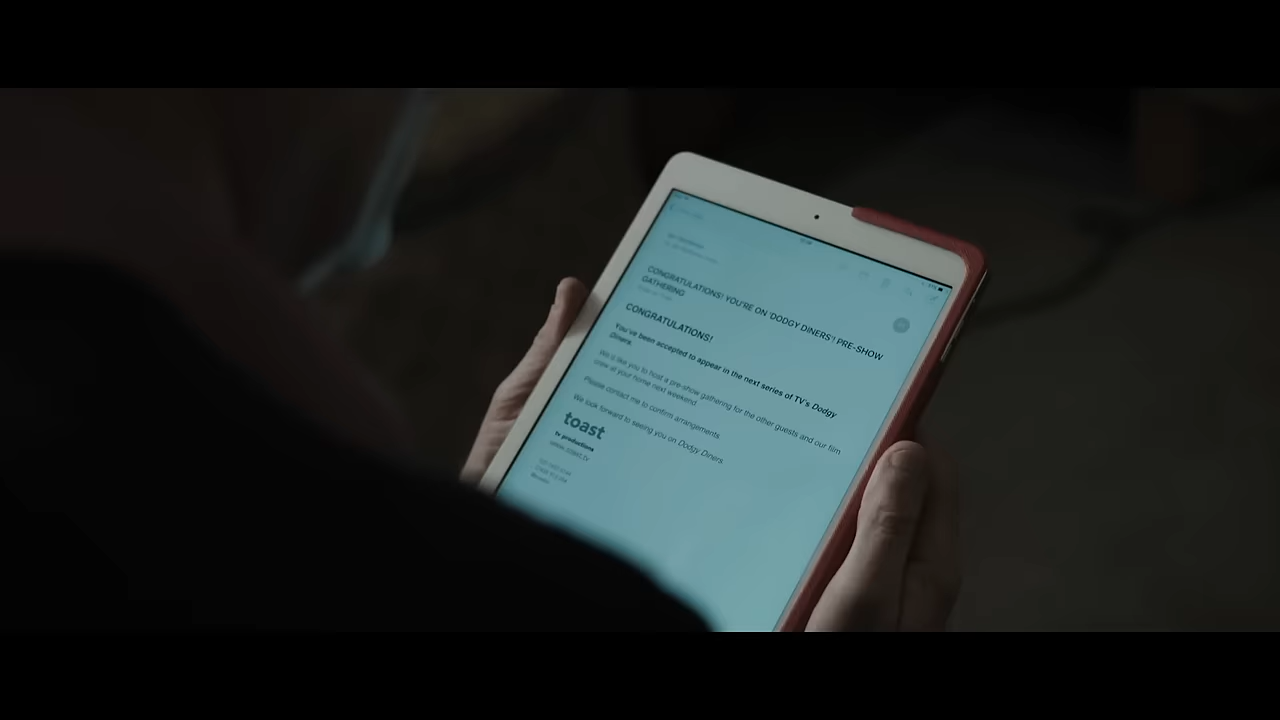 CONGRATULATIONS! YOU'RE ON 'DODGY DINERS'! PRE-SHOW
GATHERING
CONGRATULATIONS!
You've been accepted to appear in the next series of TV's Dodgy
Diners.
We'd like you to host a pre-show gathering for the other guests and our film
crew at your home next weekend.
Please contact me to confirm arrangements.
We look forward to seeing you on Dodgy Diners.
toast
Tv productions